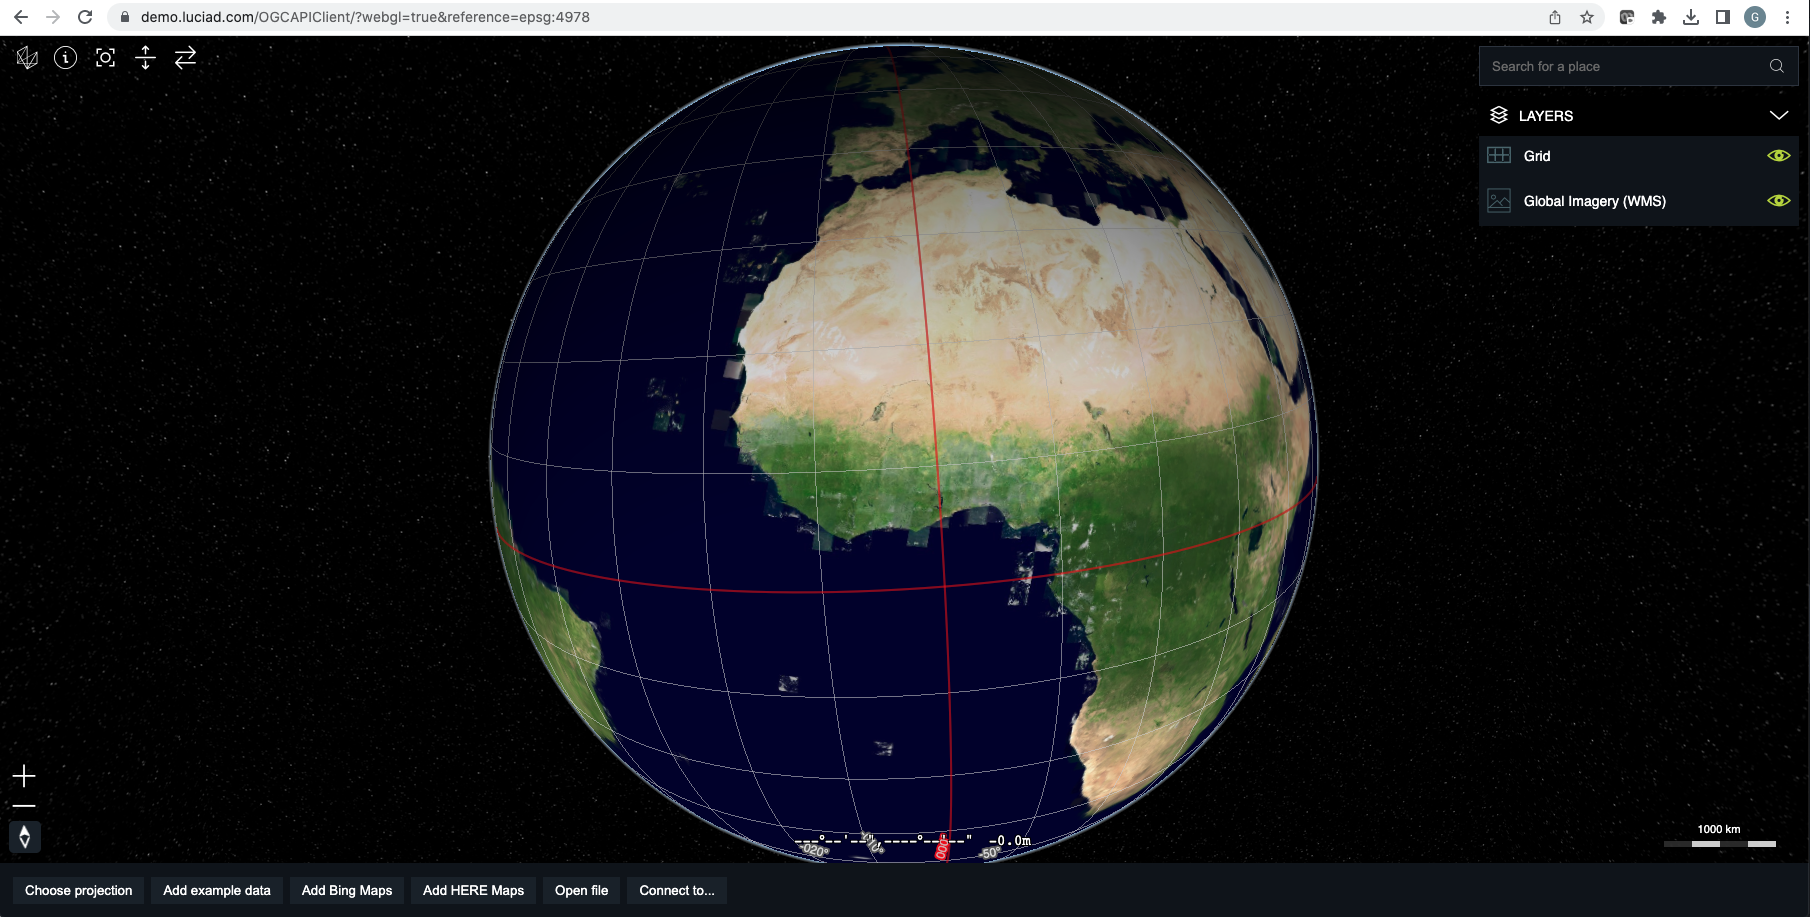 demo.luciad.com/OGCAPIClient/?webgl=true&reference=epsg:4978
G
Search for a place
LAYERS
Grid
Global Imagery (WMS)
1000 km
-0.0m
-020°
000
-50°
Choose projection
Add example data
Add Bing Maps
Add HERE Maps
Open file
Connect to...